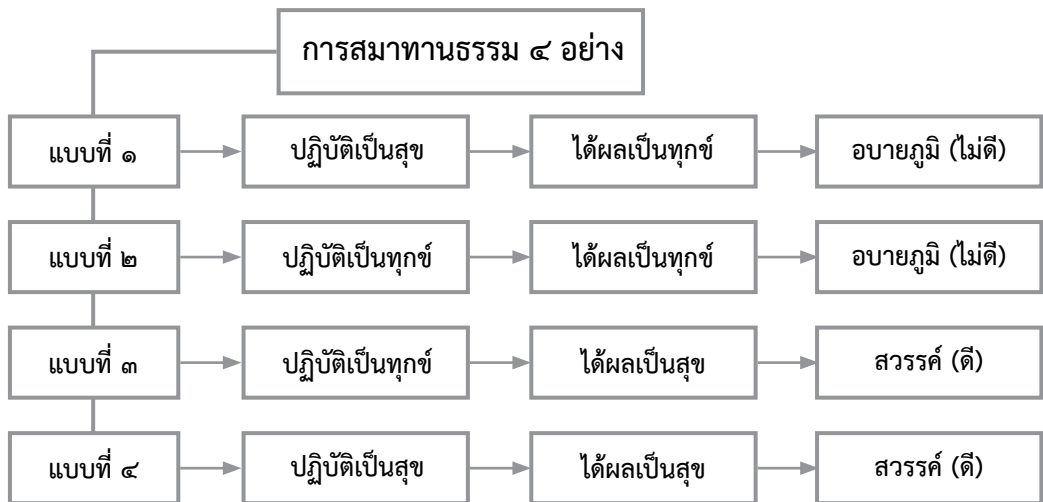 การสมาทานธรรม ๔ อย่าง
แบบที่ ๑ ปฏิบัติเป็นสุข ได้ผลเป็นทุกข์ อบายภูมิ (ไม่ดี)
แบบที่ ๒ ปฏิบัติเป็นทุกข์ ได้ผลเป็นทุกข์ อบายภูมิ (ไม่ดี)
แบบที่ ๓ ปฏิบัติเป็นทุกข์ ได้ผลเป็นสุข สวรรค์ (ดี)
แบบที่ ๔ ปฏิบัติเป็นสุข ได้ผลเป็นสุข สวรรค์ (ดี)